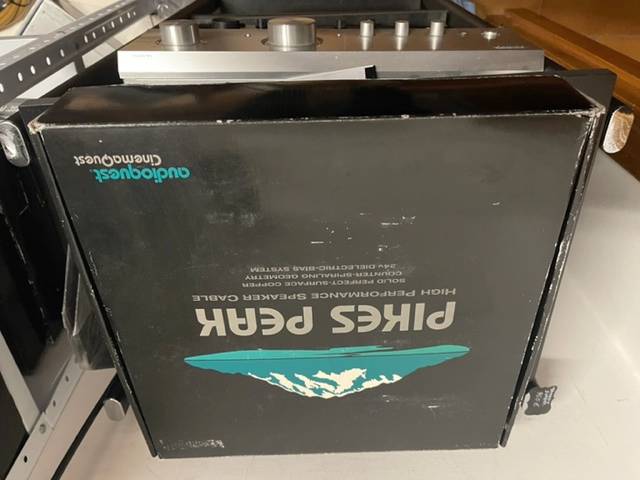 PIKES PEAK
HIGH PERFORMANCE SPEAKER CABLE
SOLID PERFECT-SURFACE COPPER
COUNTER-SPIRALING GEOMETRY
24V DIELECTRIC-BIAS SYSTEM
audioquest
CinemaQuest